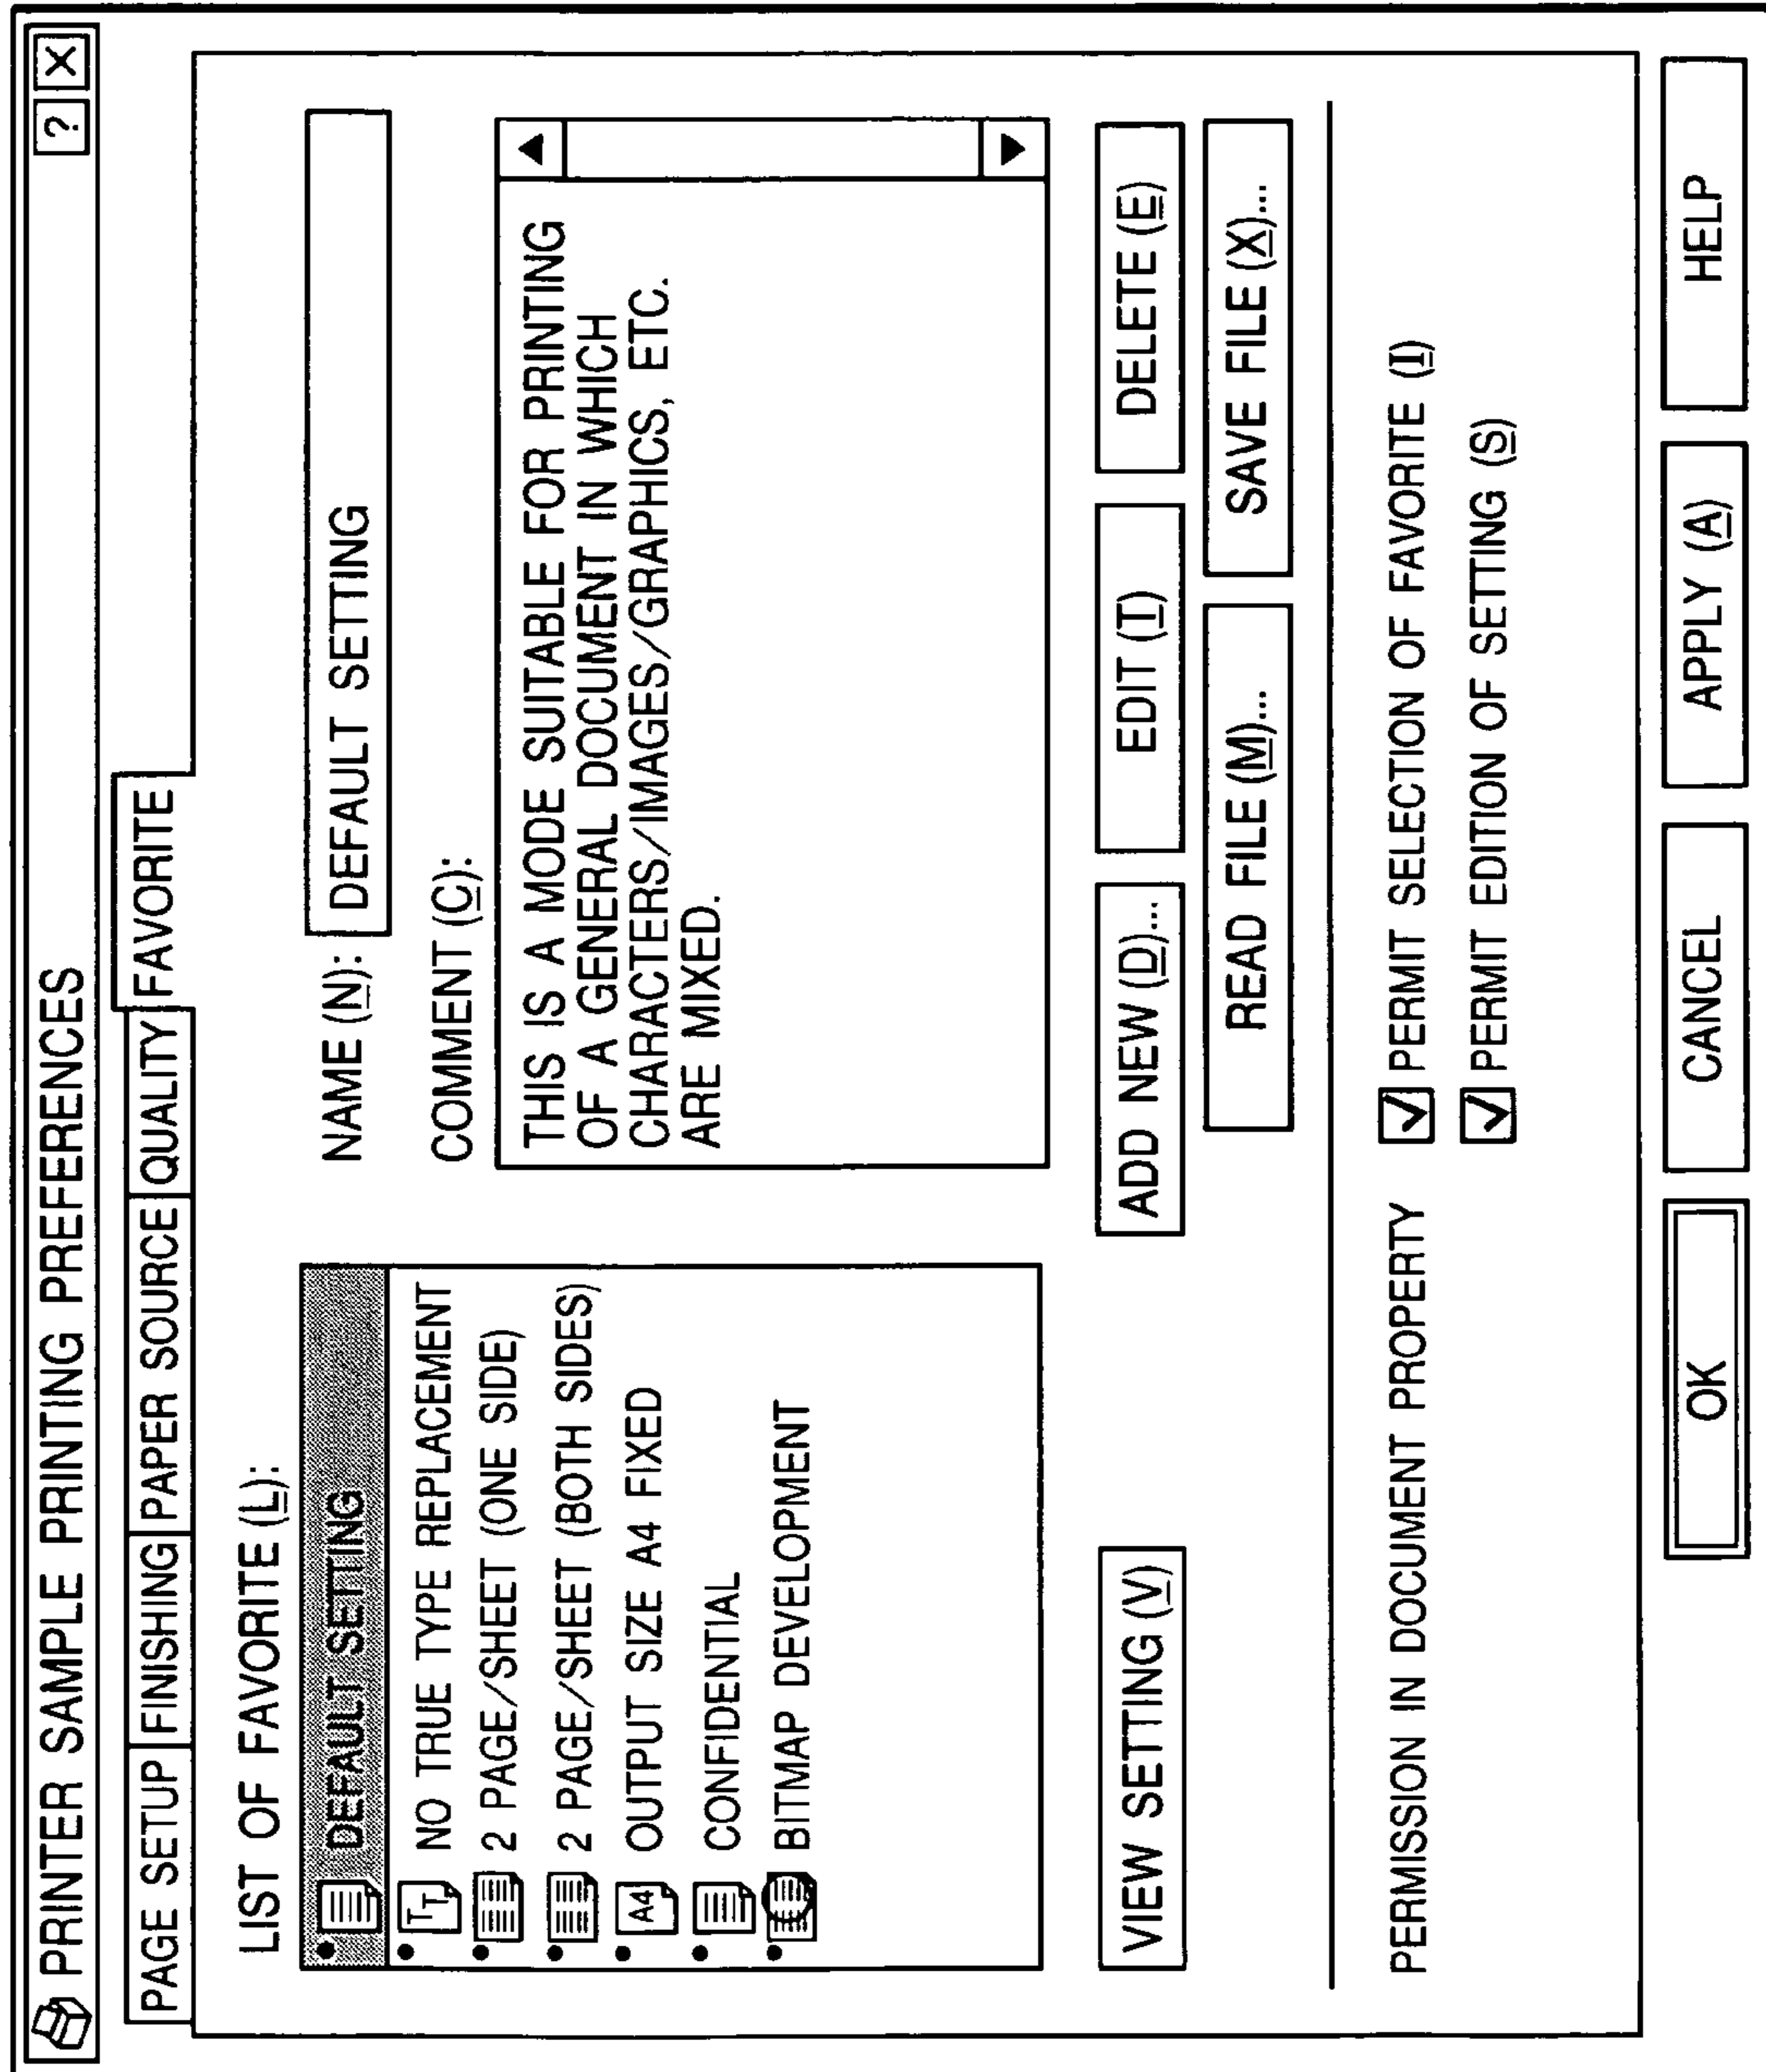 PRINTER SAMPLE PRINTING PREFERENCES ? X
PAGE SETUP FINISHING PAPER SOURCE QUALITY FAVORITE
LIST OF FAVORITE (L):
DEFAULT SETTING
TT NO TRUE TYPE REPLACEMENT
2 PAGE/SHEET (ONE SIDE)
2 PAGE/SHEET (BOTH SIDES)
A4 OUTPUT SIZE A4 FIXED
CONFIDENTIAL
BITMAP DEVELOPMENT
VIEW SETTING (V)
NAME (N): DEFAULT SETTING
COMMENT (C):
THIS IS A MODE SUITABLE FOR PRINTING
OF A GENERAL DOCUMENT IN WHICH
CHARACTERS/IMAGES/GRAPHICS, ETC.
ARE MIXED.
ADD NEW (D)... EDIT (T) DELETE (E)
READ FILE (M)... SAVE FILE (X)...
PERMISSION IN DOCUMENT PROPERTY PERMIT SELECTION OF FAVORITE (I)
PERMIT EDITION OF SETTING (S)
OK CANCEL APPLY (A) HELP